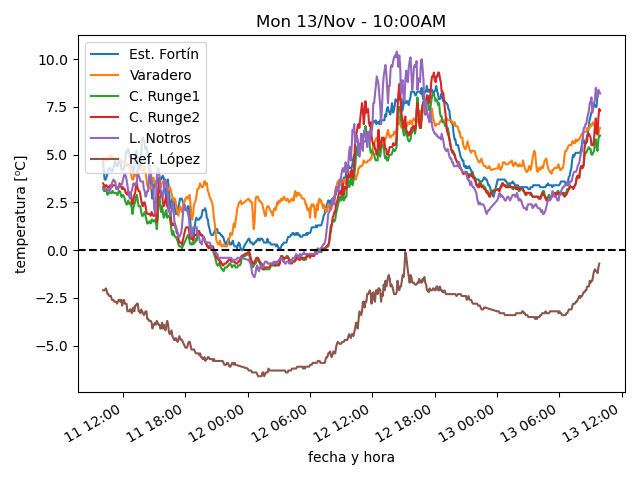 Mon 13/Nov - 10:00AM
Est. Fortín
Varadero
C. Runge1
C. Runge2
L. Notros
Ref. López
temperatura [ºC]
10.0
7.5
5.0
2.5
0.0
−2.5
−5.0
11 12:00
11 18:00
12 00:00
12 06:00
12 12:00
12 18:00
13 00:00
13 06:00
13 12:00
fecha y hora